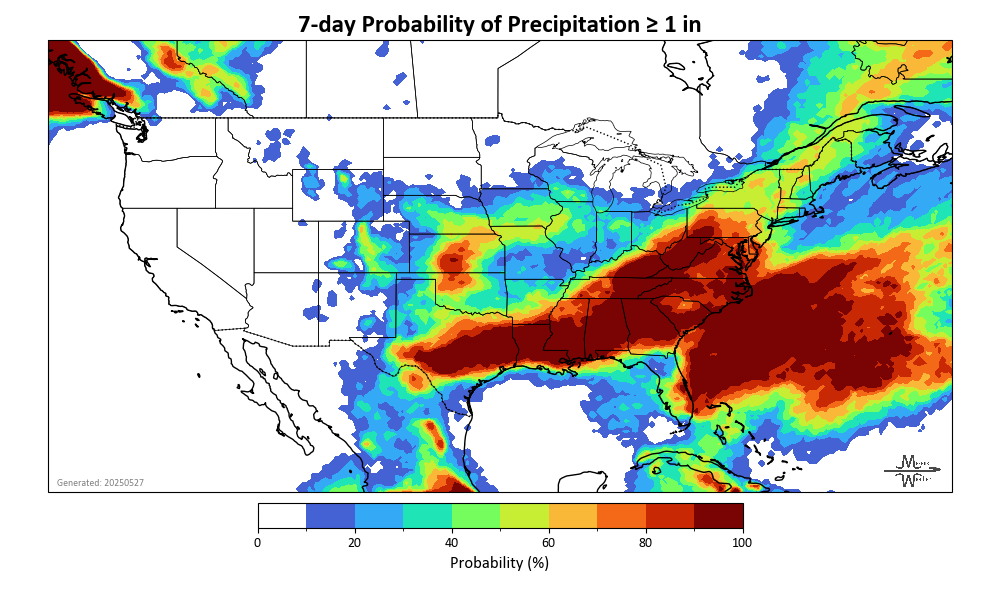 7-day Probability of Precipitation ≥ 1 in
Generated: 20250527
0 20 40 60 80 100
Probability (%)